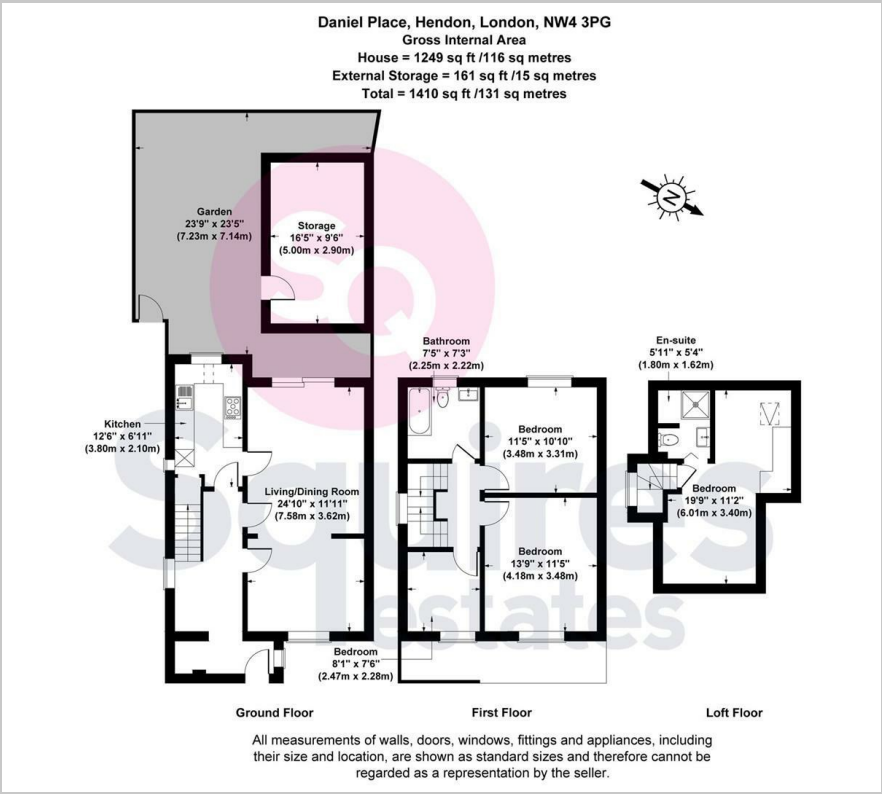 Daniel Place, Hendon, London, NW4 3PG
Gross Internal Area
House = 1249 sq ft /116 sq metres
External Storage = 161 sq ft /15 sq metres
Total = 1410 sq ft /131 sq metres
Garden
23'9" x 23'5"
(7.23m x 7.14m)
Storage
16'5" x 9'6"
(5.00m x 2.90m)
N
SQ
Squires
estates
Kitchen
12'6" x 6'11"
(3.80m x 2.10m)
Living/Dining Room
24'10" x 11'11"
(7.58m x 3.62m)
Bathroom
7'5" x 7'3"
(2.25m x 2.22m)
Bedroom
11'5" x 10'10"
(3.48m x 3.31m)
Bedroom
13'9" x 11'5"
(4.18m x 3.48m)
Bedroom
8'1" x 7'6"
(2.47m x 2.28m)
En-suite
5'11" x 5'4"
(1.80m x 1.62m)
Bedroom
19'9" x 11'2"
(6.01m x 3.40m)
Ground Floor
First Floor
Loft Floor
All measurements of walls, doors, windows, fittings and appliances, including
their size and location, are shown as standard sizes and therefore cannot be
regarded as a representation by the seller.